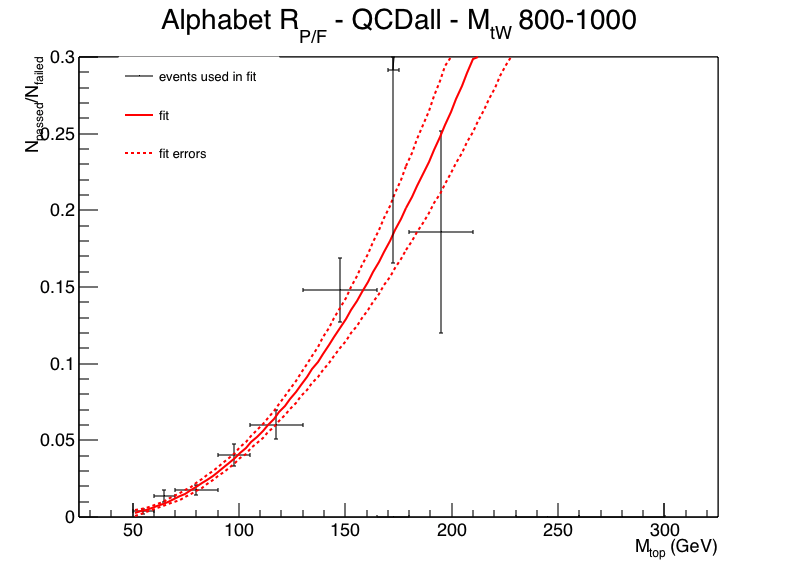 Alphabet R_P/F - QCDall - M_tW 800-1000
N_passed/N_failed
0.3
0.25
0.2
0.15
0.1
0.05
0
events used in fit
fit
fit errors
50 100 150 200 250 300
M_top (GeV)